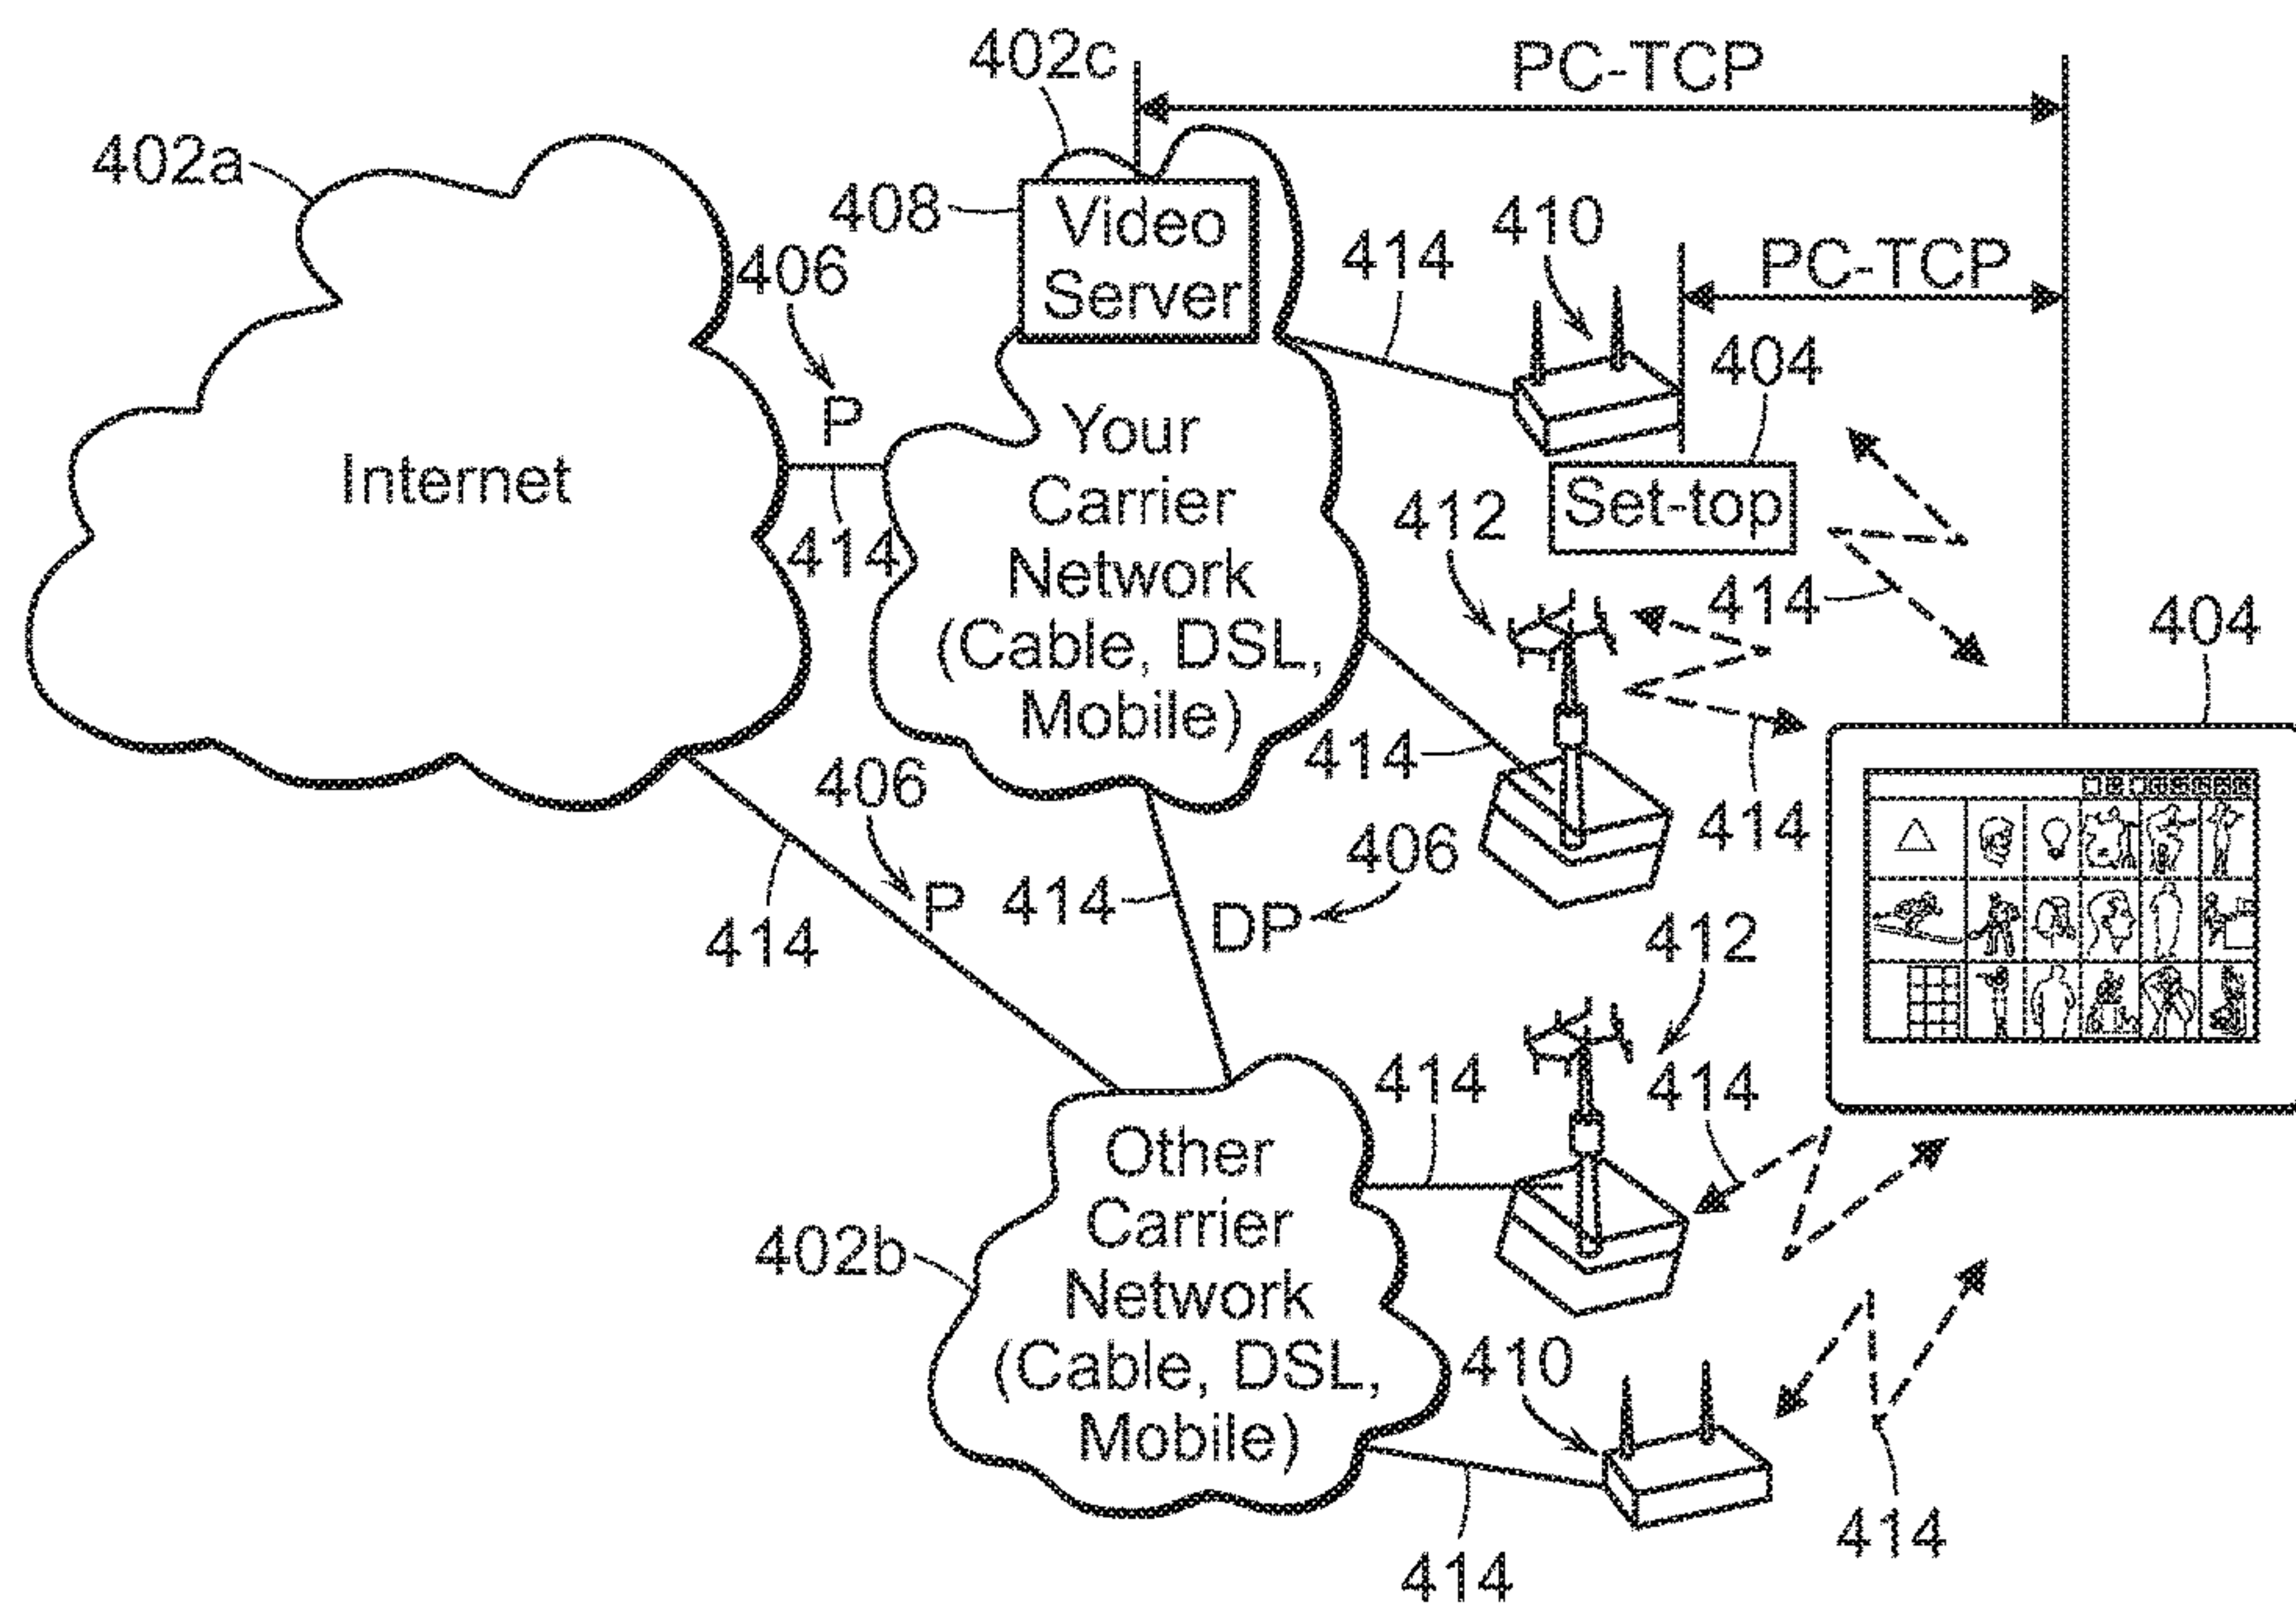 402c
PC-TCP
402a
408
Video
Server
410
414
PC-TCP
406
404
P
Your
Carrier
Network
(Cable, DSL,
Mobile)
Internet
414
Set-top
412
414
404
414
414
406
P
414
414
DP
406
412
414
414
Other
Carrier
Network
(Cable, DSL,
Mobile)
402b
410
414
414